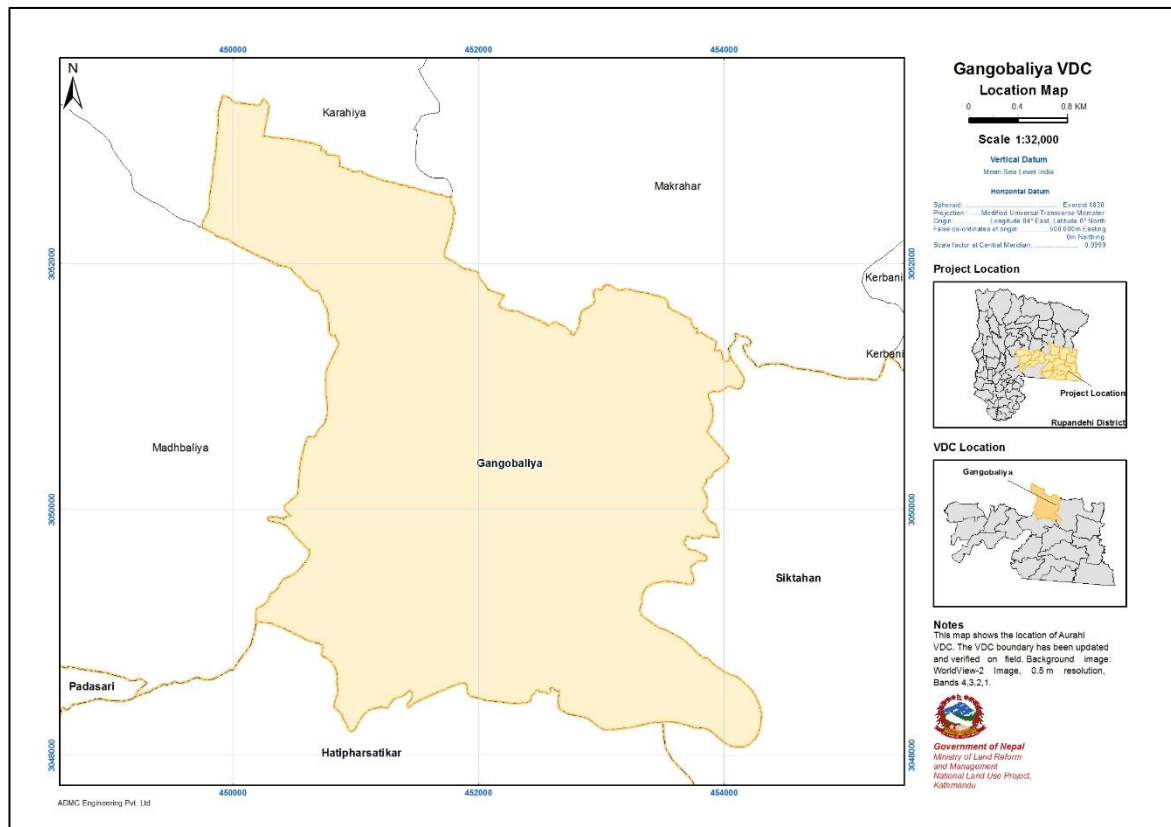 450000
452000
454000
N
Karahiya
Makrahar
3052000
3052000
Kerbani
Kerbani
Madhbaliya
Gangobaliya
3050000
3050000
Siktahan
Padasari
Hatipharsatikar
3048000
3048000
450000
452000
454000
ADMC Engineering Pvt. Ltd.
Gangobaliya VDC
Location Map
0 0.4 0.8 KM
Scale 1:32,000
Vertical Datum
Mean Sea Level India
Horizontal Datum
Spheroid: Everest 1830
Projection : Modified Universal Transverse Mercator
Origin: Longitude 84° East, Latitude 0° North
False co-ordinates of origin: 500 000m Easting
0m Northing
Scale factor at Central Meridian. 0.9999
Project Location
Project Location
Rupandehi District
VDC Location
Gangobaliya
Notes
This map shows the location of Aurahi
VDC. The VDC boundary has been updated
and verified on field. Background image:
WorldView-2 Image, 0.5 m resolution,
Bands 4,3,2,1.
Government of Nepal
Ministry of Land Reform
and Management
National Land Use Project,
Kathmandu